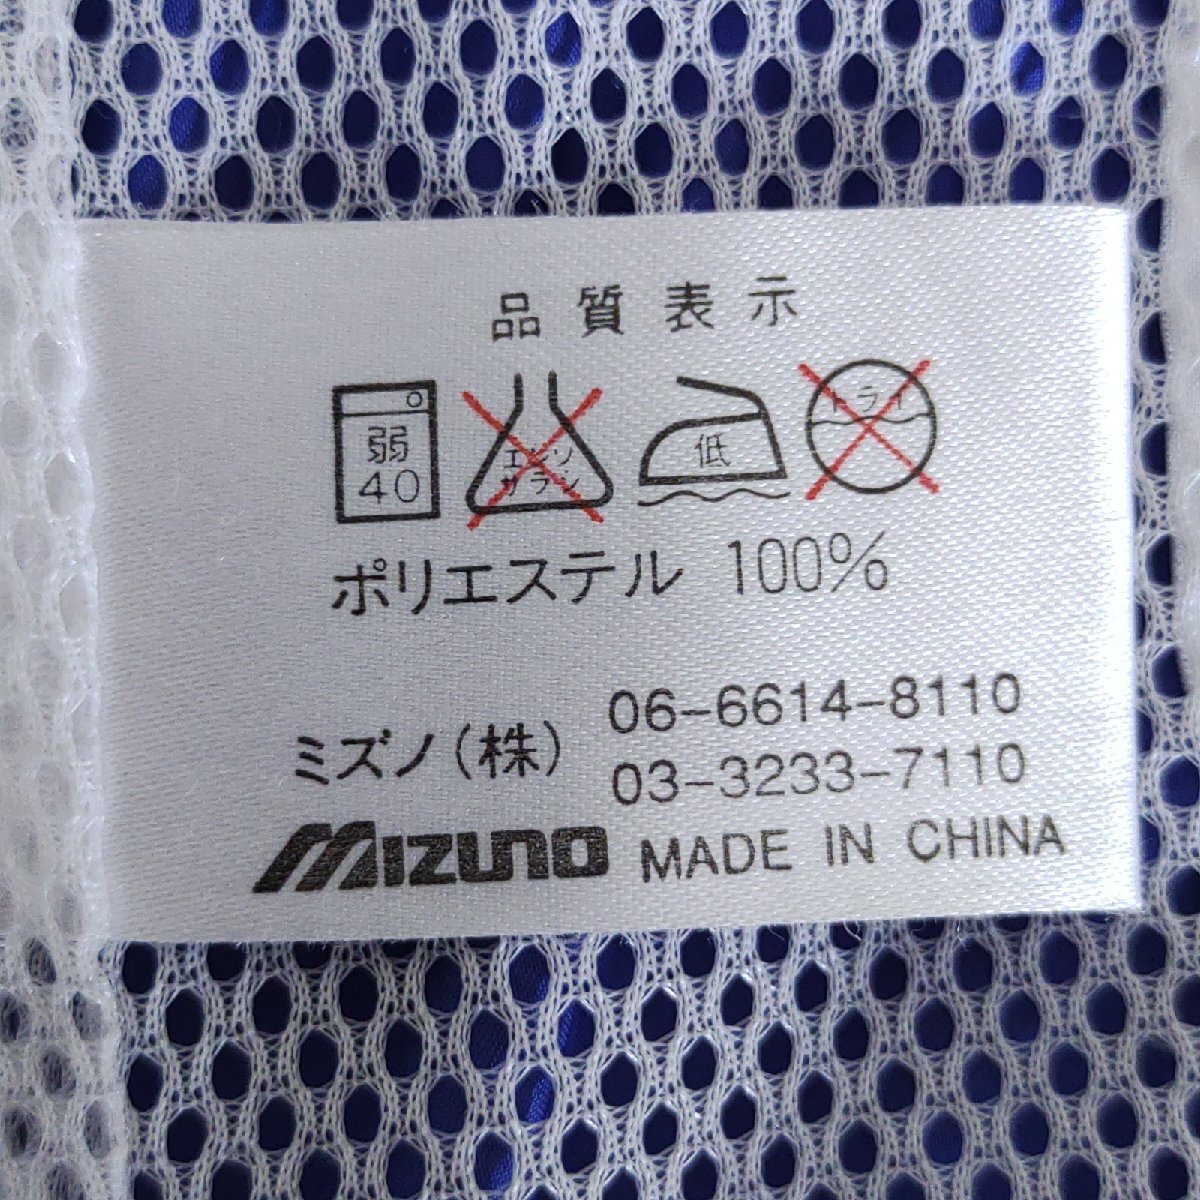 品質表示
弱 40 エンソ サラシ 低 ドライ
ポリエステル 100%
06-6614-8110
ミズノ(株)
03-3233-7110
MIZUNO MADE IN CHINA